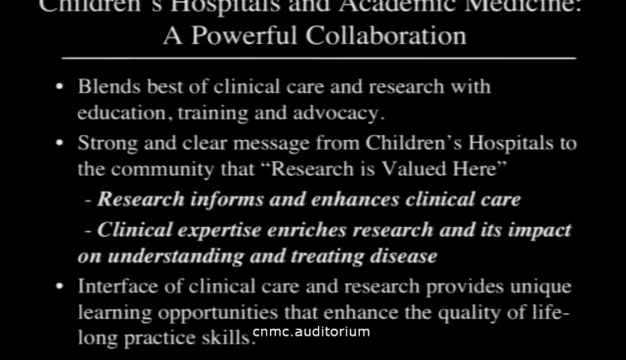 Children's Hospitals and Academic Medicine:
A Powerful Collaboration
• Blends best of clinical care and research with
education, training and advocacy.
• Strong and clear message from Children's Hospitals to
the community that “Research is Valued Here”
- Research informs and enhances clinical care
- Clinical expertise enriches research and its impact
on understanding and treating disease
• Interface of clinical care and research provides unique
learning opportunities that enhance the quality of life-
long practice skills.
cnmc.auditorium